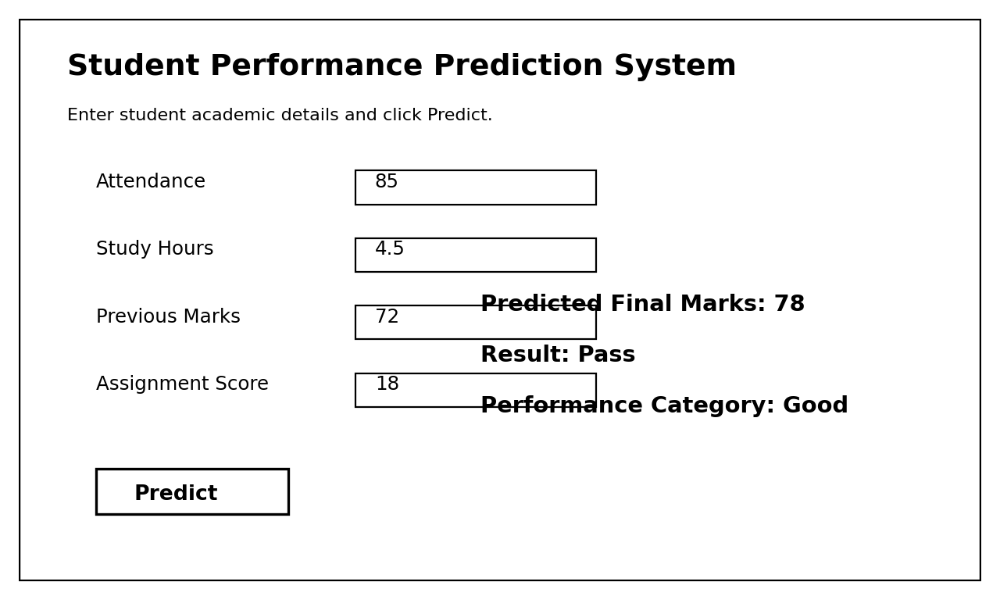 Student Performance Prediction System
Enter student academic details and click Predict.
Attendance 85
Study Hours 4.5
Predicted Final Marks: 78
Previous Marks 72
Result: Pass
Assignment Score 18
Performance Category: Good
Predict